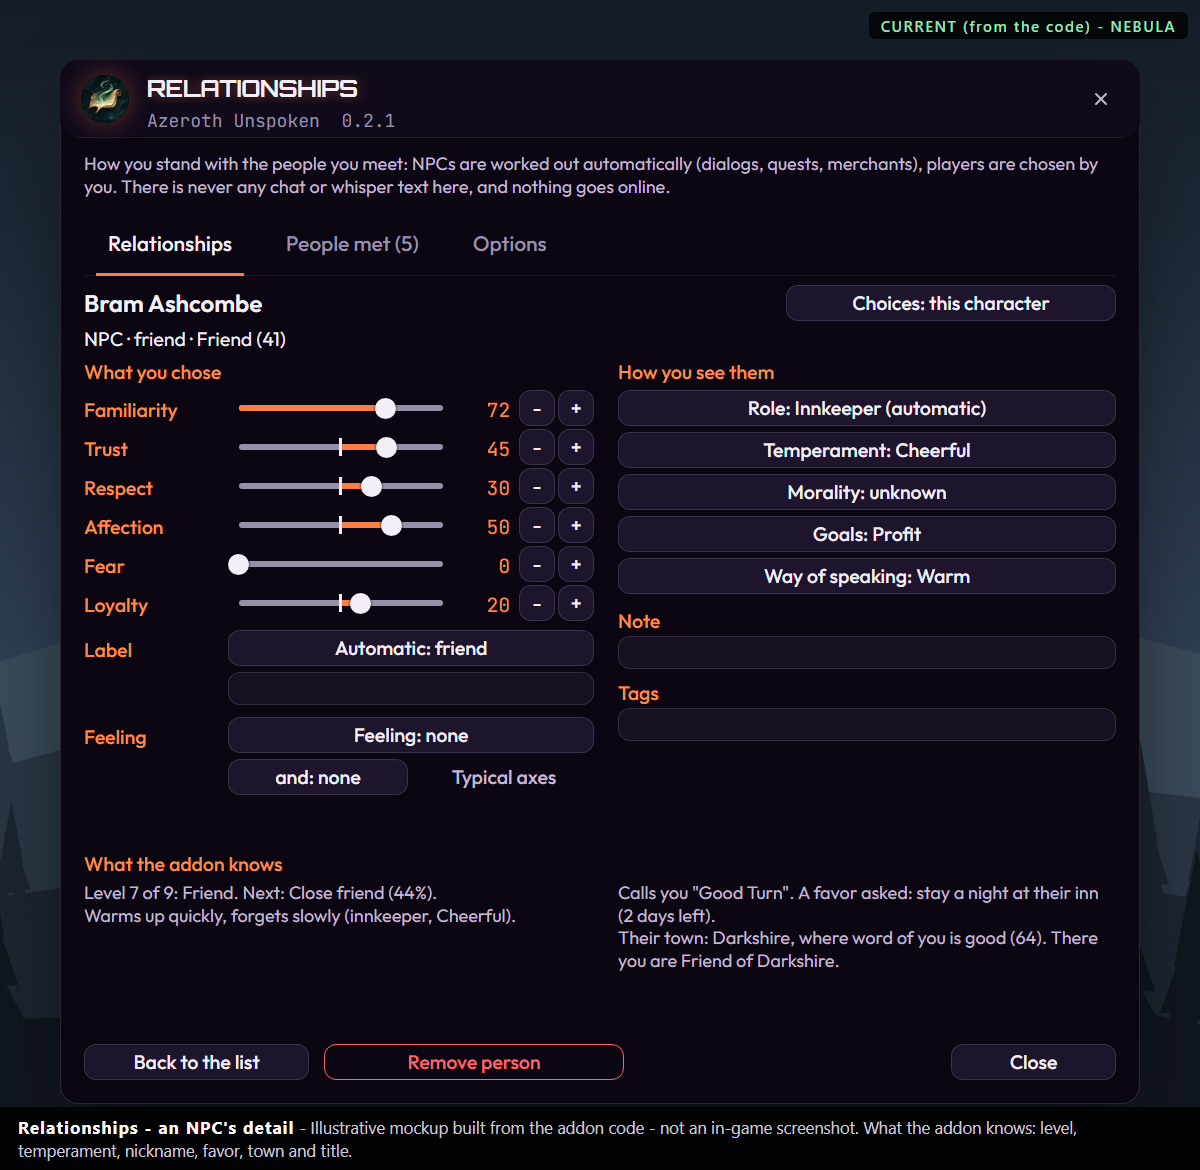 CURRENT (from the code) - NEBULA
RELATIONSHIPS
Azeroth Unspoken 0.2.1
×
How you stand with the people you meet: NPCs are worked out automatically (dialogs, quests, merchants), players are chosen by
you. There is never any chat or whisper text here, and nothing goes online.
Relationships People met (5) Options
Bram Ashcombe
Choices: this character
NPC · friend · Friend (41)
What you chose
Familiarity 72 - +
Trust 45 - +
Respect 30 - +
Affection 50 - +
Fear 0 - +
Loyalty 20 - +
Label Automatic: friend
Feeling Feeling: none
and: none Typical axes
How you see them
Role: Innkeeper (automatic)
Temperament: Cheerful
Morality: unknown
Goals: Profit
Way of speaking: Warm
Note
Tags
What the addon knows
Level 7 of 9: Friend. Next: Close friend (44%).
Warms up quickly, forgets slowly (innkeeper, Cheerful).
Calls you "Good Turn". A favor asked: stay a night at their inn
(2 days left).
Their town: Darkshire, where word of you is good (64). There
you are Friend of Darkshire.
Back to the list Remove person Close
Relationships - an NPC's detail - Illustrative mockup built from the addon code - not an in-game screenshot. What the addon knows: level,
temperament, nickname, favor, town and title.